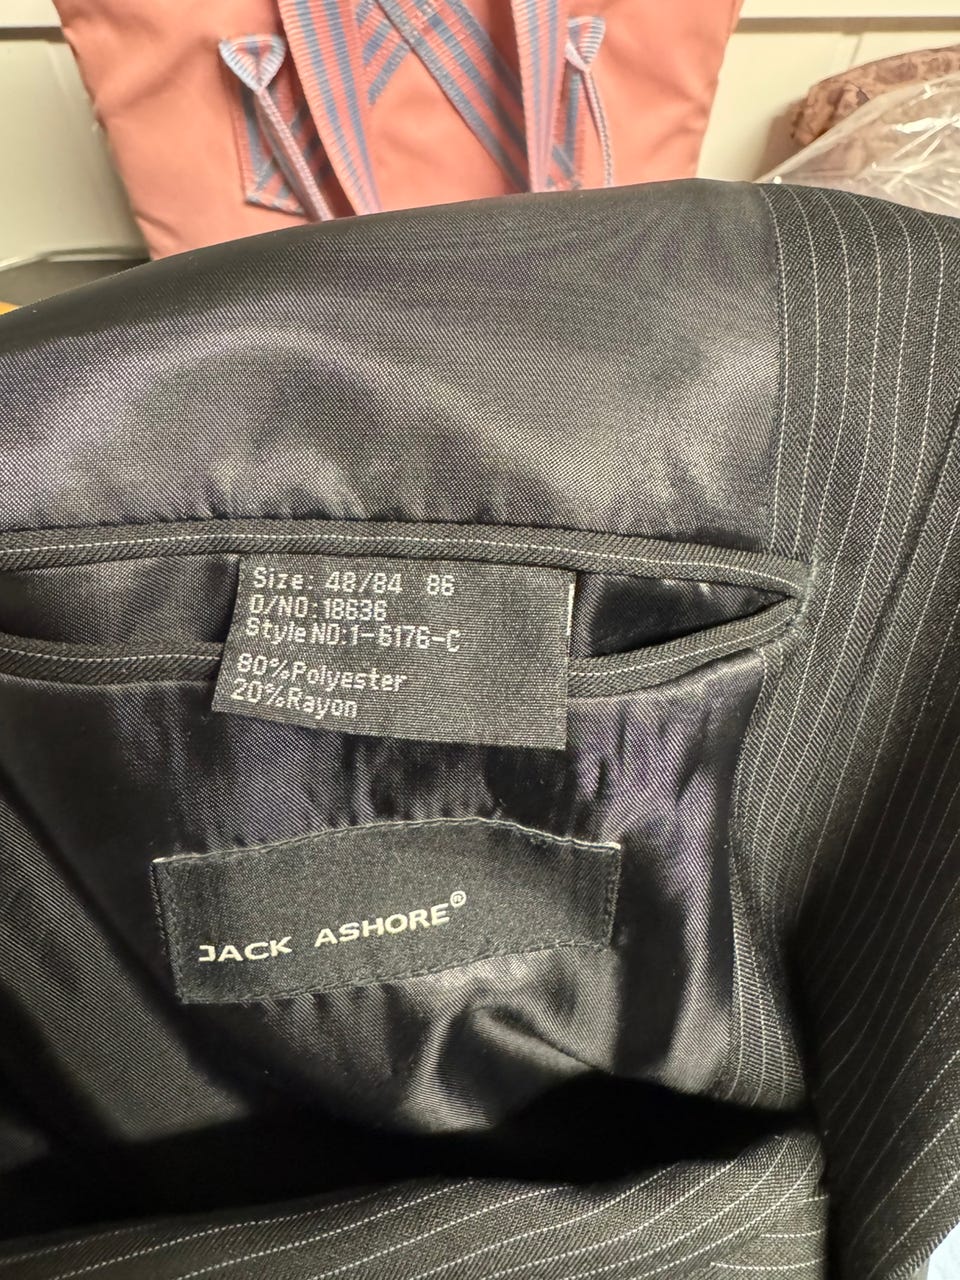 Size: 48/84 86
O/NO:18636
Style NO:1-6176-C
80%Polyester
20%Rayon
JACK ASHORE®